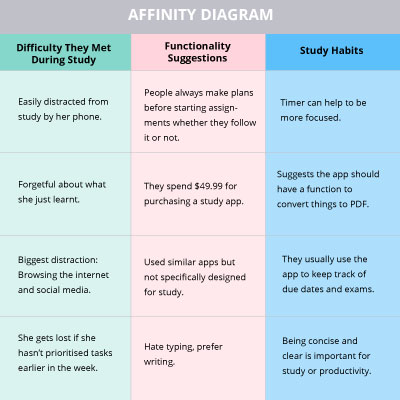 AFFINITY DIAGRAM
Difficulty They Met
During Study
Functionality
Suggestions
Study Habits
Easily distracted from
study by her phone.
People always make plans
before starting assign-
ments whether they follow
it or not.
Timer can help to be
more focused.
Forgetful about what
she just learnt.
They spend $49.99 for
purchasing a study app.
Suggests the app should
have a function to
convert things to PDF.
Biggest distraction:
Browsing the internet
and social media.
Used similar apps but
not specifically designed
for study.
They usually use the
app to keep track of
due dates and exams.
She gets lost if she
hasn't prioritised tasks
earlier in the week.
Hate typing, prefer
writing.
Being concise and
clear is important for
study or productivity.